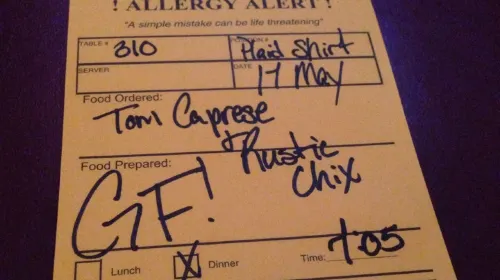 ! ALLERGY ALERT !
"A simple mistake can be life threatening"
TABLE # 310
Plaid Shirt
SERVER
DATE 17 May
Food Ordered:
Tom Caprese
+ Rustic
Chix
Food Prepared:
GF!
Lunch X Dinner Time: 7:05